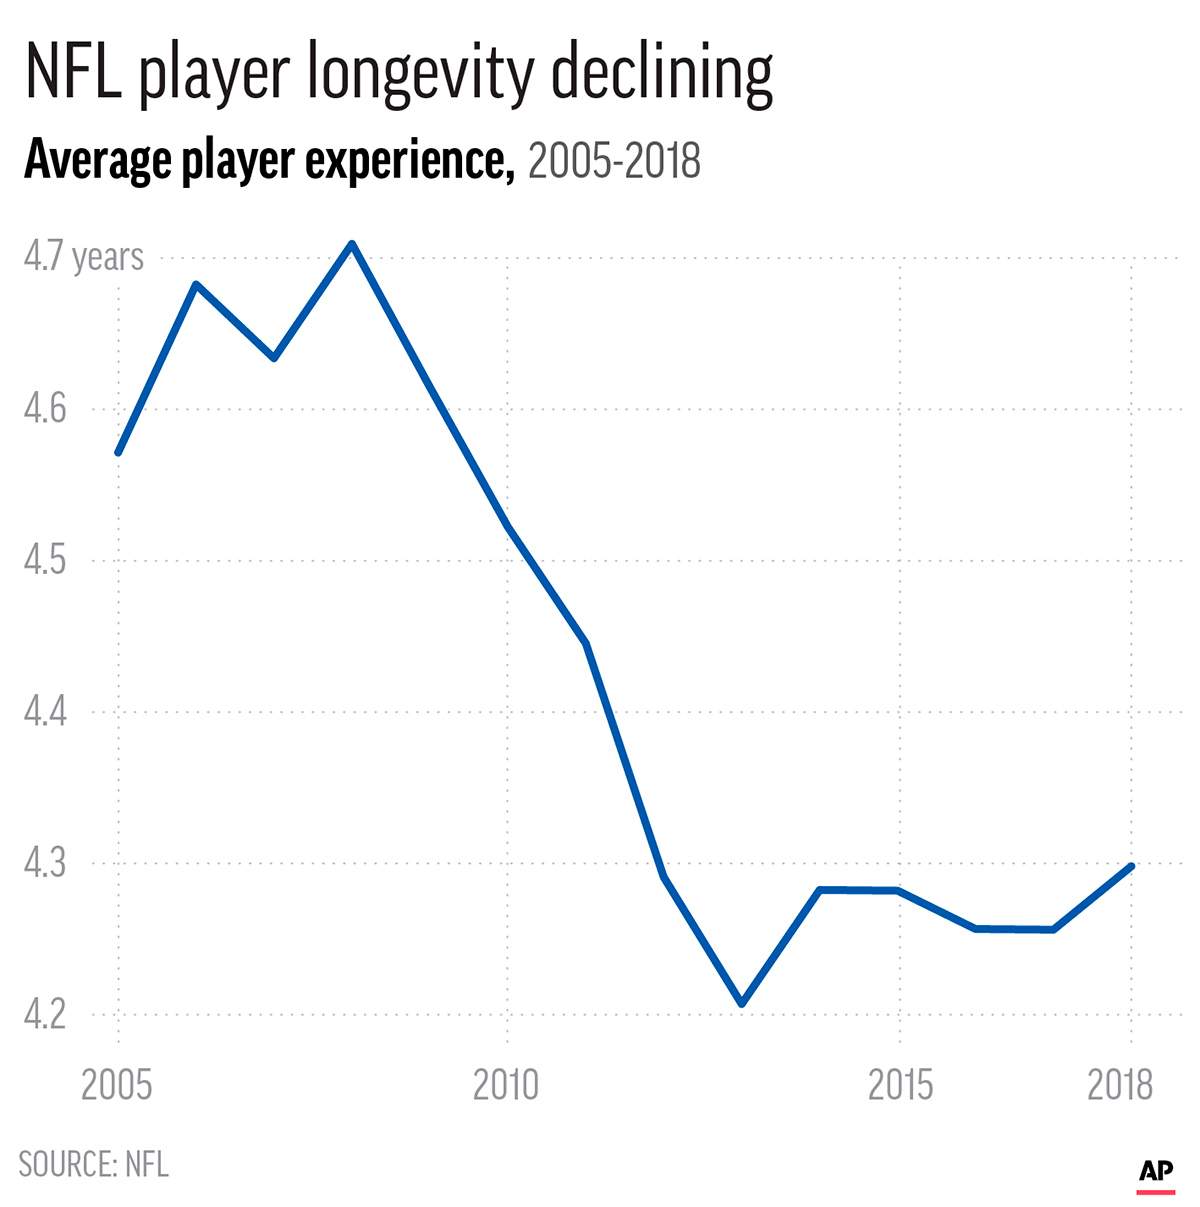 NFL player longevity declining
Average player experience, 2005-2018
4.7 years
4.6
4.5
4.4
4.3
4.2
2005 2010 2015 2018
SOURCE: NFL
AP